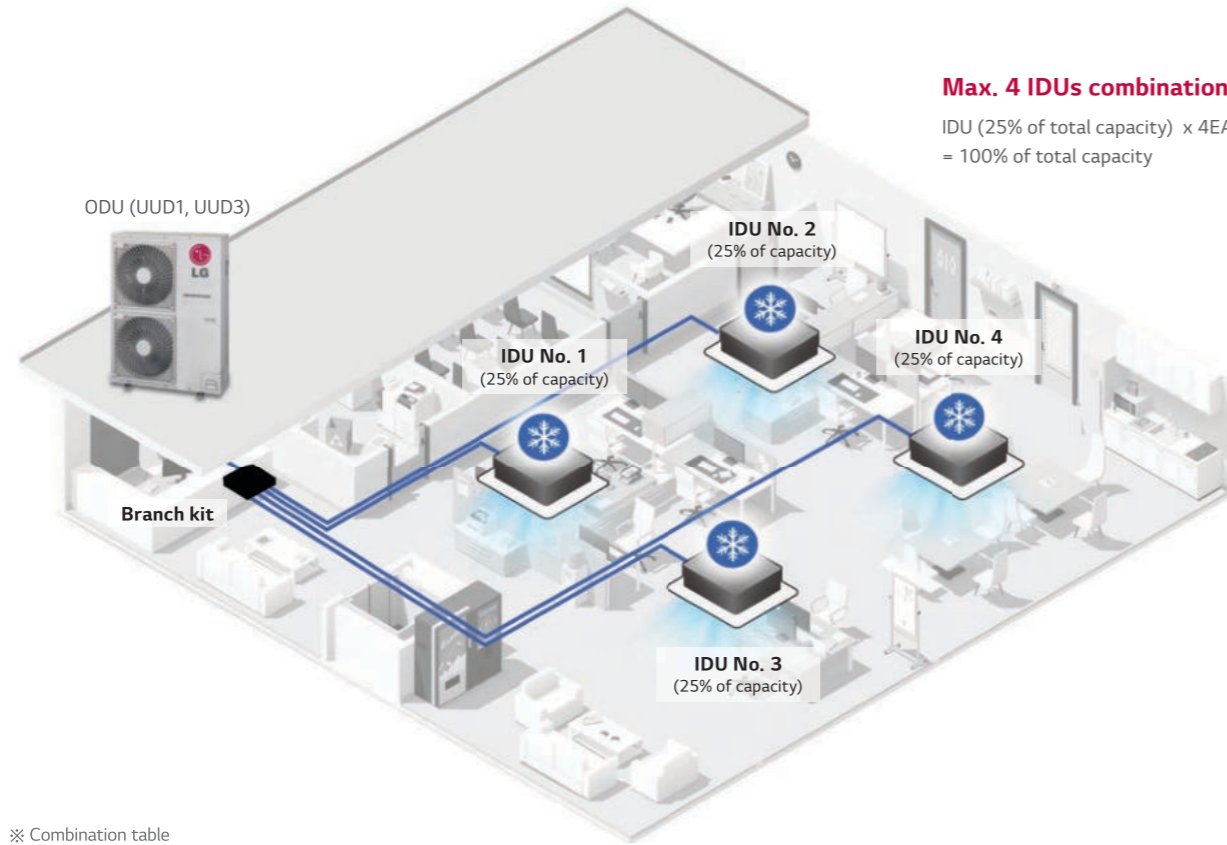 Max. 4 IDUs combination
IDU (25% of total capacity) x 4EA
= 100% of total capacity
ODU (UUD1, UUD3)
LG
IDU No. 2
(25% of capacity)
IDU No. 4
(25% of capacity)
IDU No. 1
(25% of capacity)
Branch kit
IDU No. 3
(25% of capacity)
※ Combination table